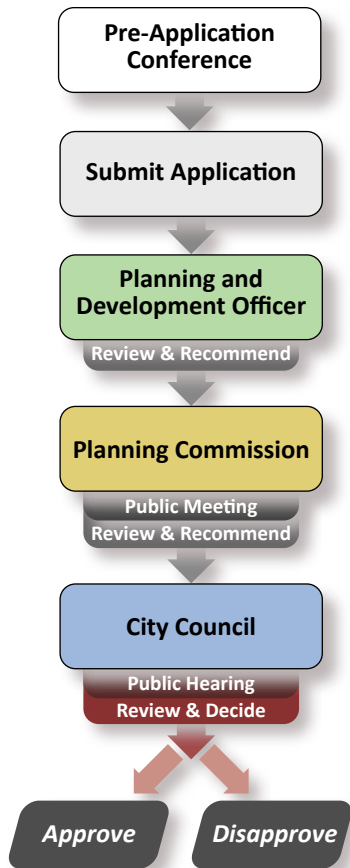 Pre-Application
Conference
Submit Application
Planning and
Development Officer
Review & Recommend
Planning Commission
Public Meeting
Review & Recommend
City Council
Public Hearing
Review & Decide
Approve
Disapprove